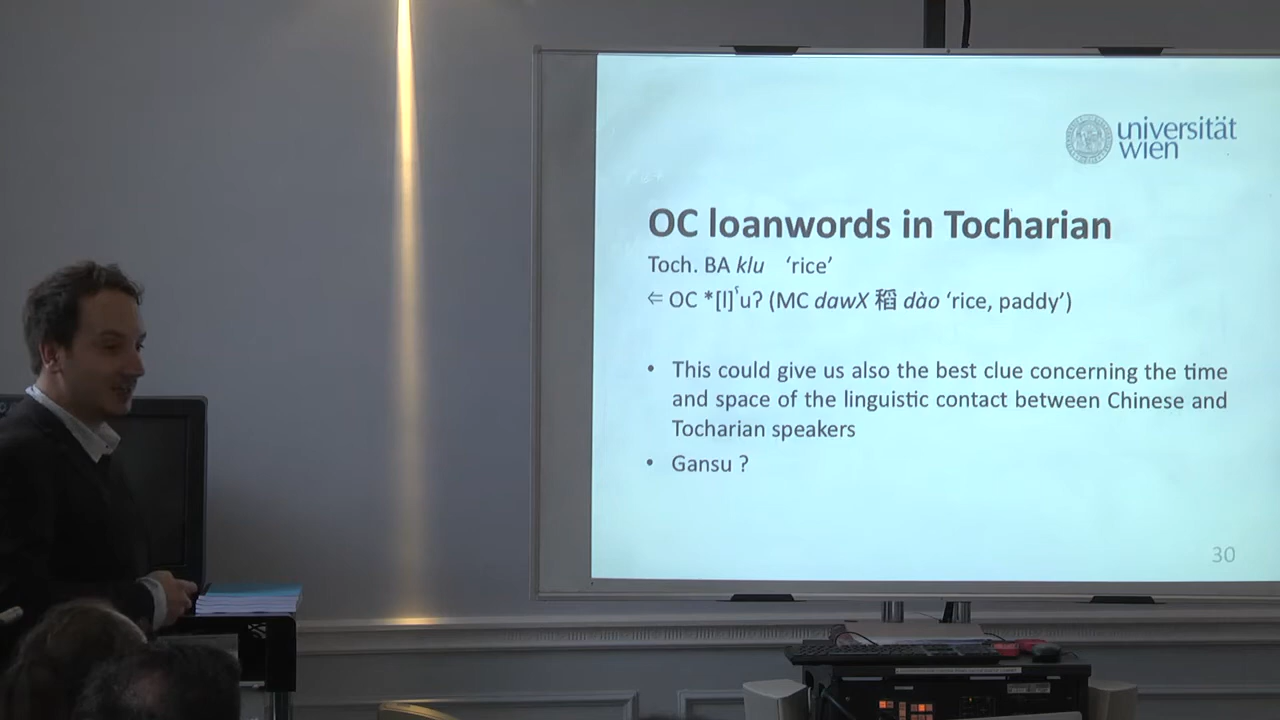 universität
wien
OC loanwords in Tocharian
Toch. BA klu ‘rice’
⇐ OC *[l]ˤuʔ (MC dawX 稻 dào ‘rice, paddy’)
• This could give us also the best clue concerning the time
and space of the linguistic contact between Chinese and
Tocharian speakers
• Gansu ?
30